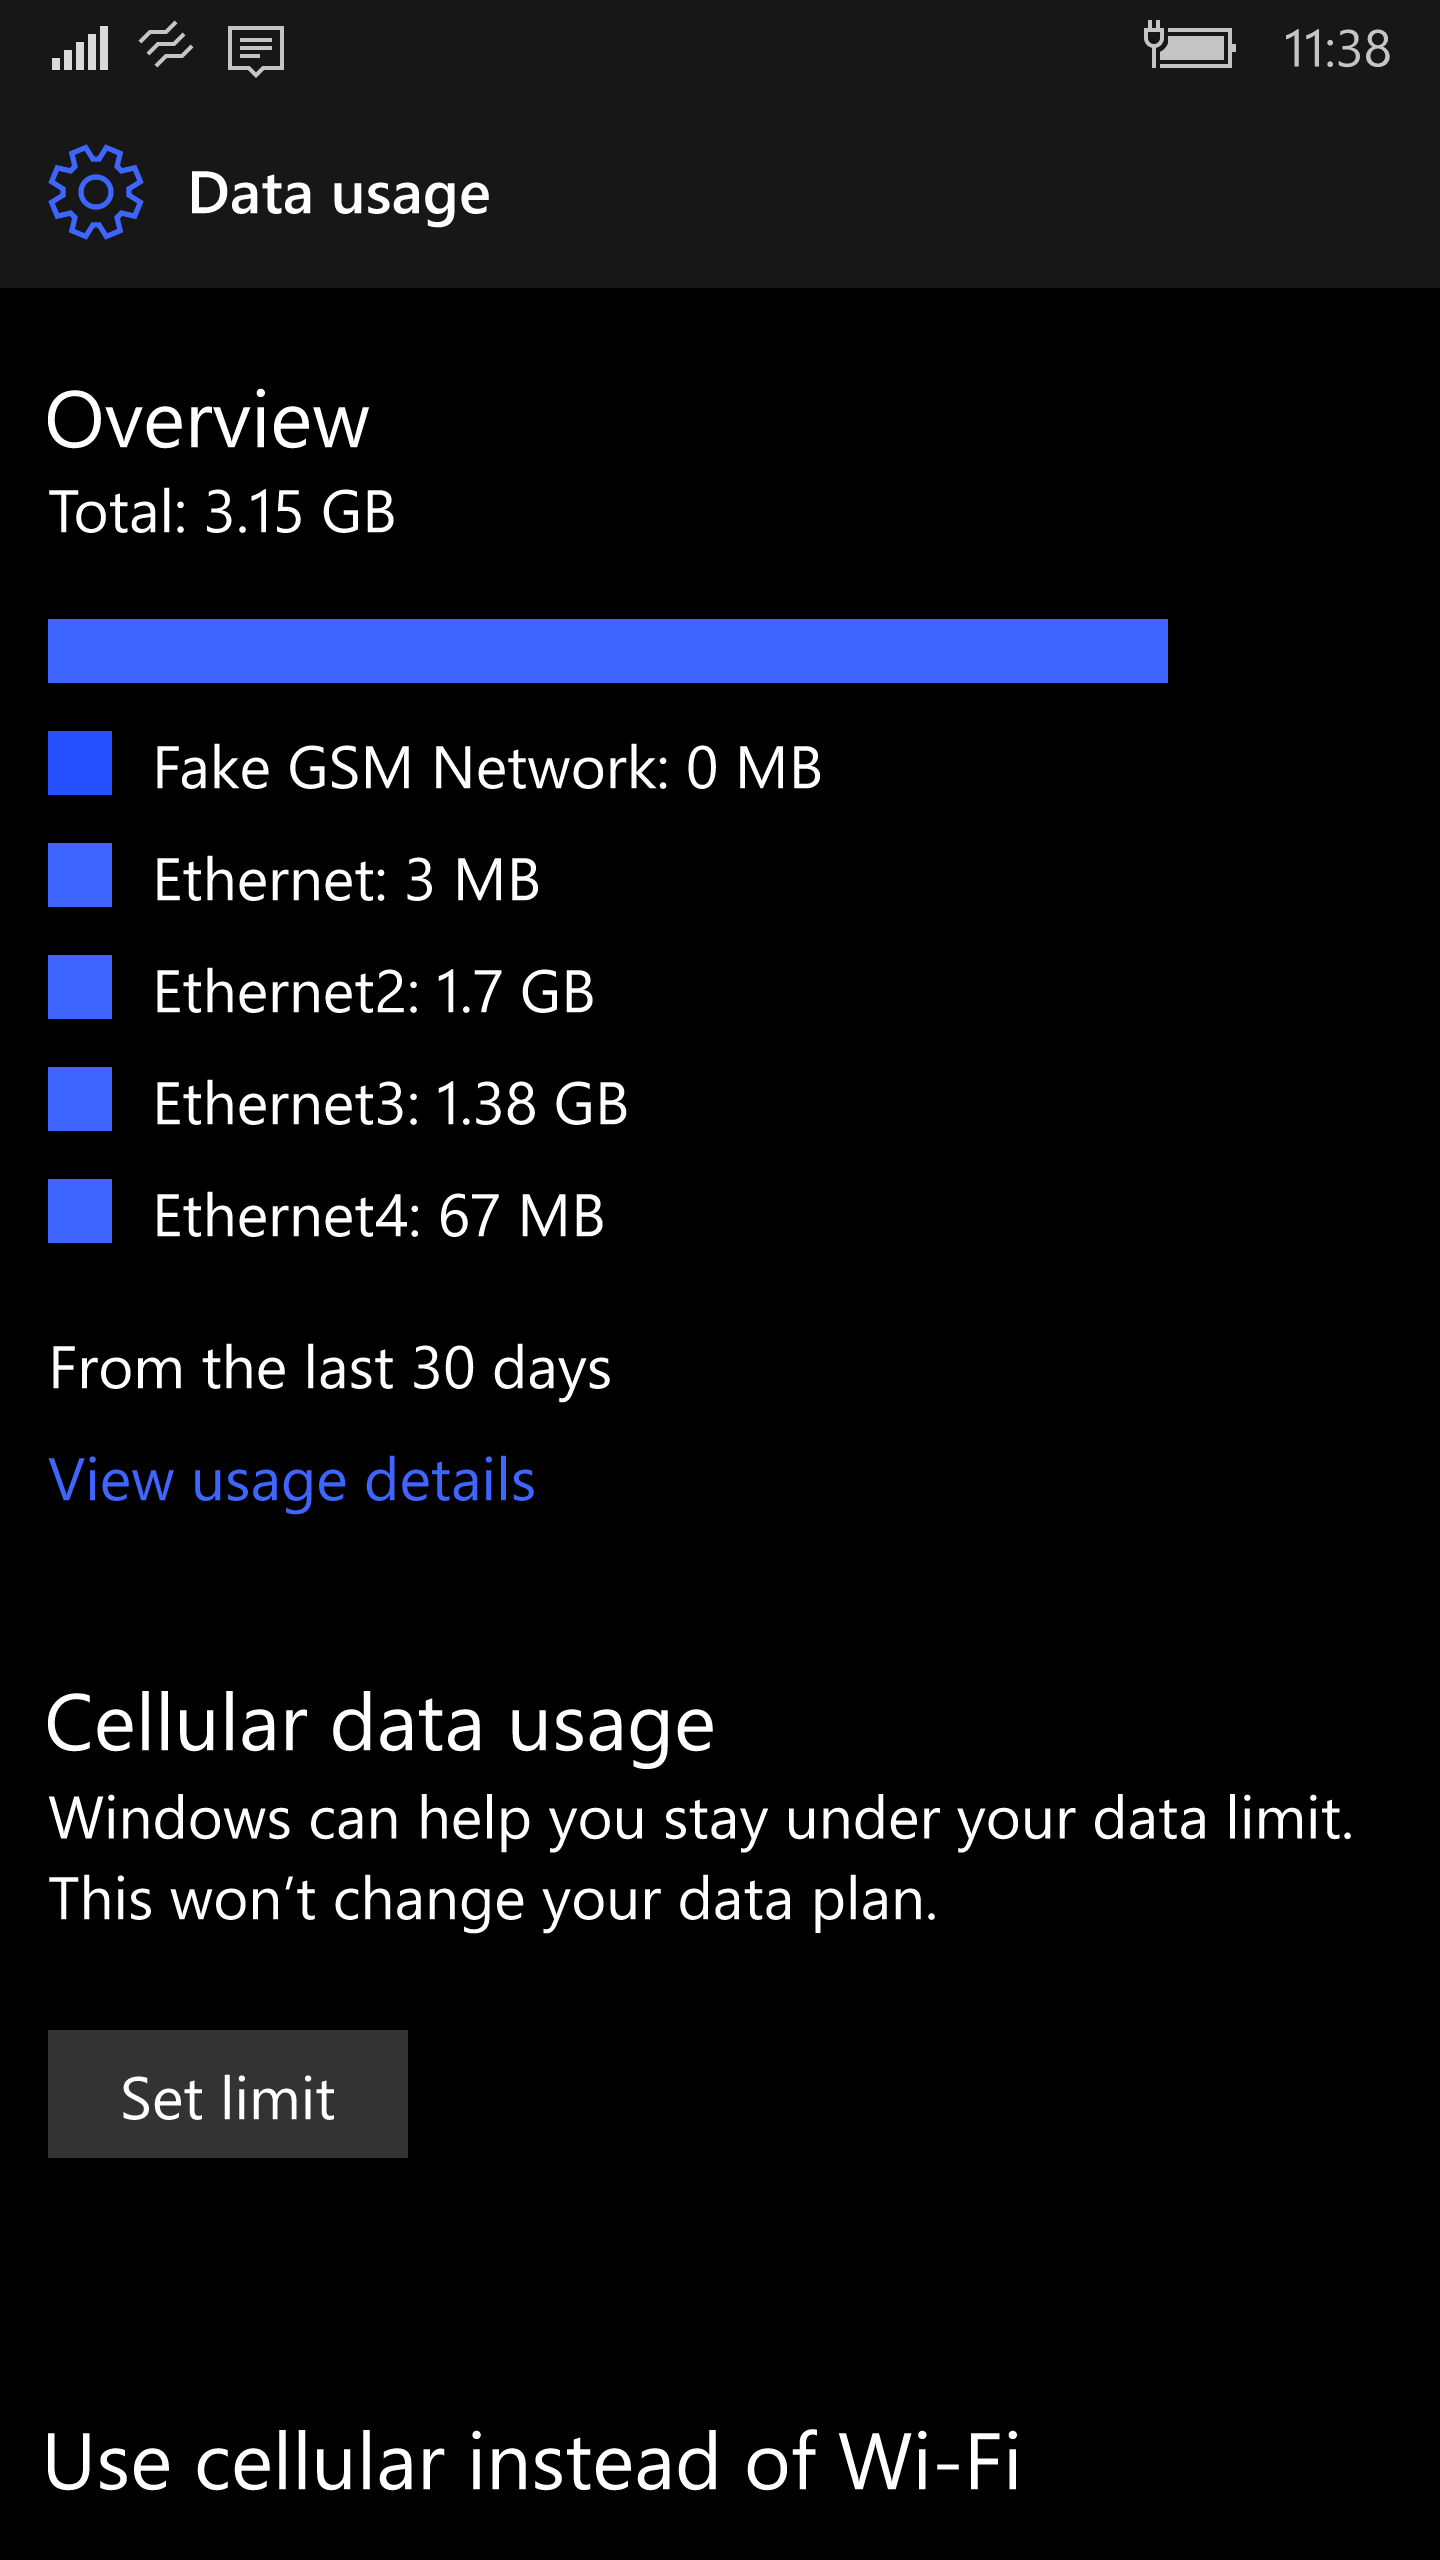 11:38
Data usage
Overview
Total: 3.15 GB
Fake GSM Network: 0 MB
Ethernet: 3 MB
Ethernet2: 1.7 GB
Ethernet3: 1.38 GB
Ethernet4: 67 MB
From the last 30 days
View usage details
Cellular data usage
Windows can help you stay under your data limit.
This won’t change your data plan.
Set limit
Use cellular instead of Wi-Fi